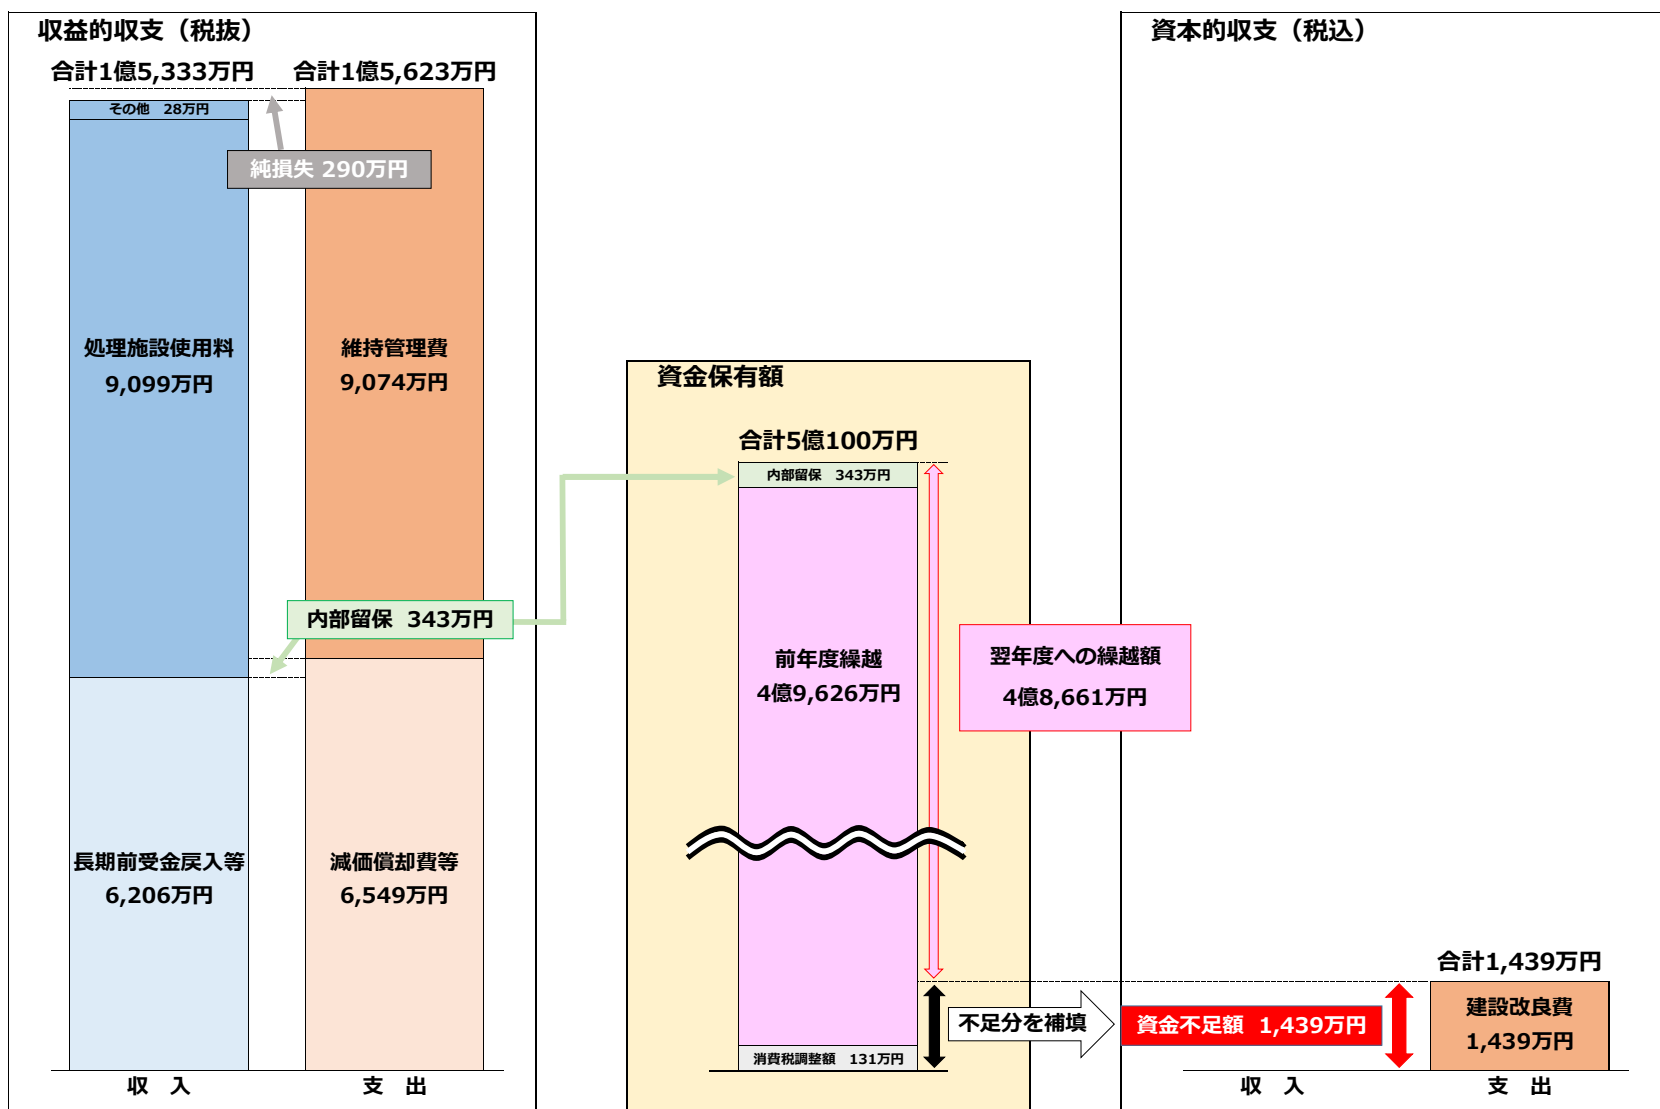 収益的収支（税抜）
合計1億5,333万円
合計1億5,623万円
その他　28万円
純損失 290万円
処理施設使用料
9,099万円
維持管理費
9,074万円
内部留保 343万円
長期前受金戻入等
6,206万円
減価償却費等
6,549万円
収　入
支　出
資金保有額
合計5億100万円
内部留保　343万円
前年度繰越
4億9,626万円
翌年度への繰越額
4億8,661万円
消費税調整額　131万円
不足分を補填
資本的収支（税込）
資金不足額 1,439万円
合計1,439万円
建設改良費
1,439万円
収　入
支　出